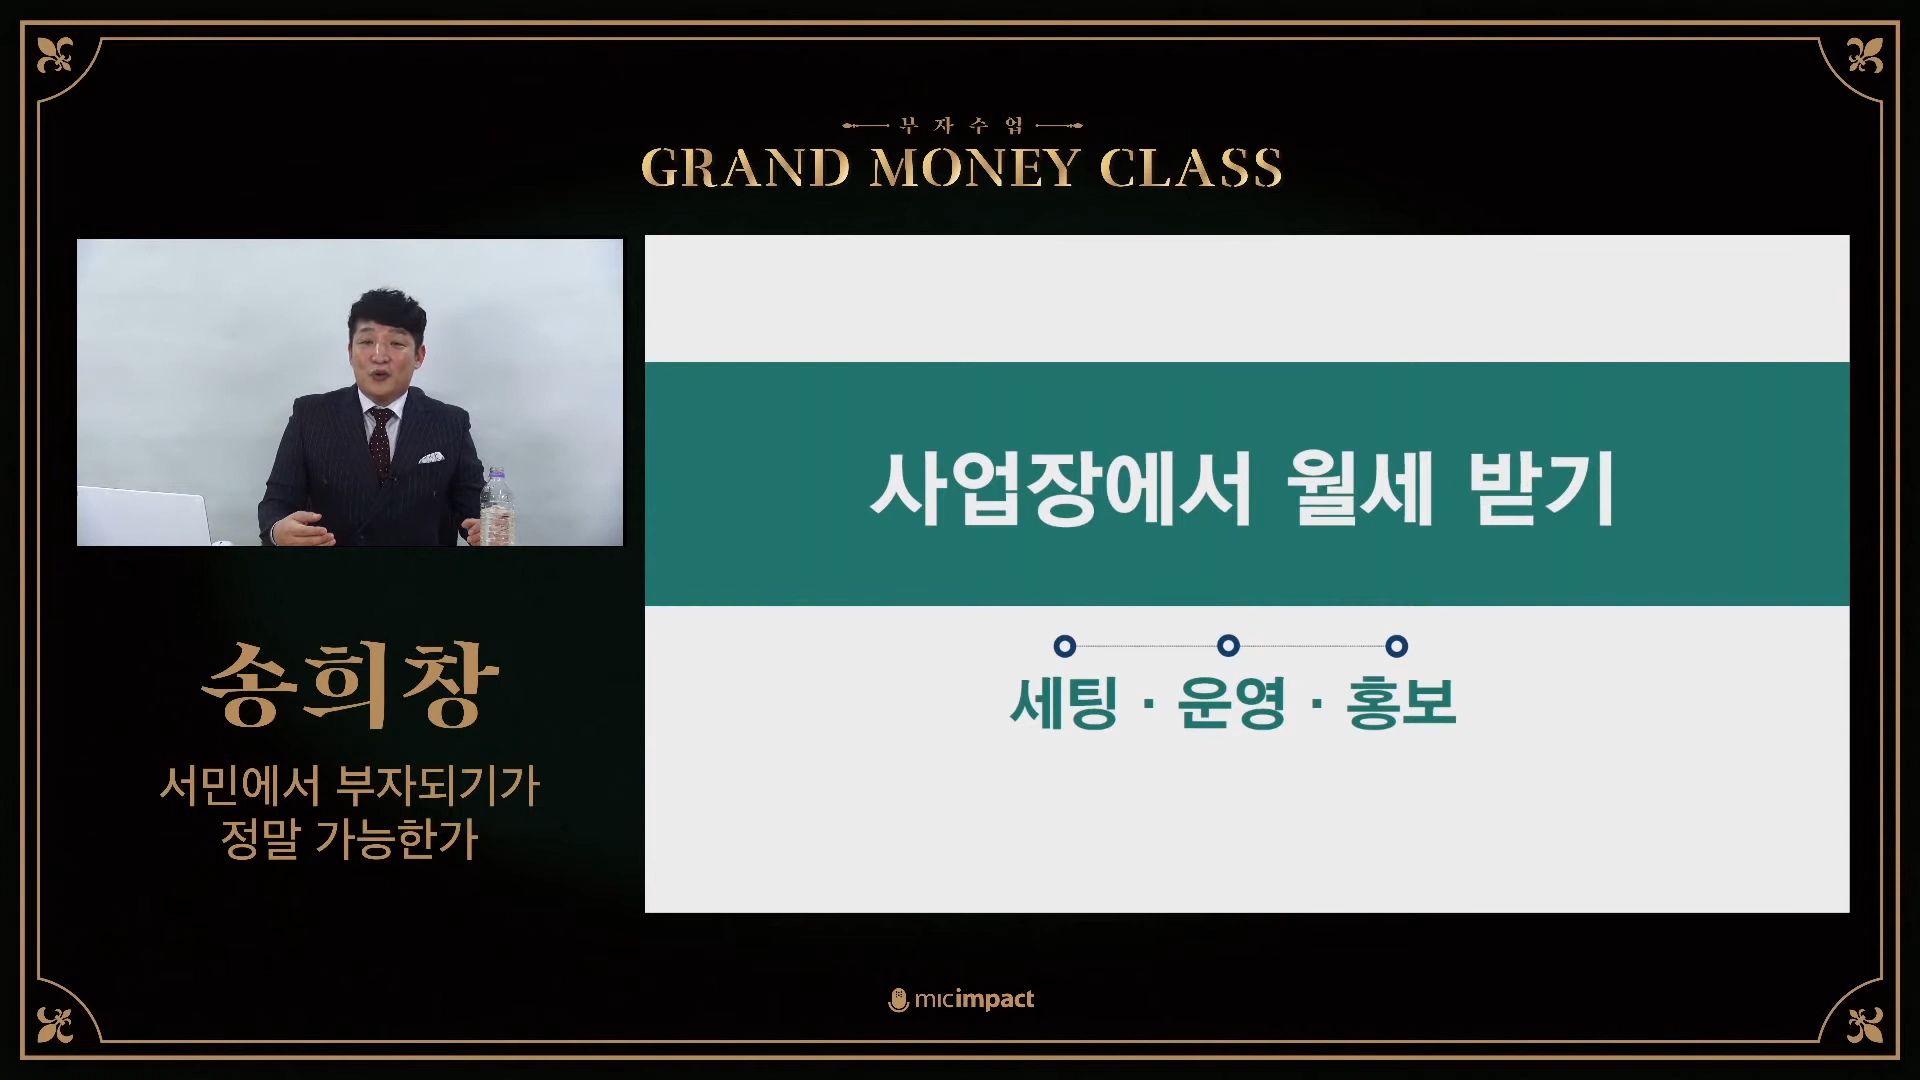 부자수업
GRAND MONEY CLASS
사업장에서 월세 받기
세팅 · 운영 · 홍보
송희창
서민에서 부자되기가
정말 가능한가
micimpact